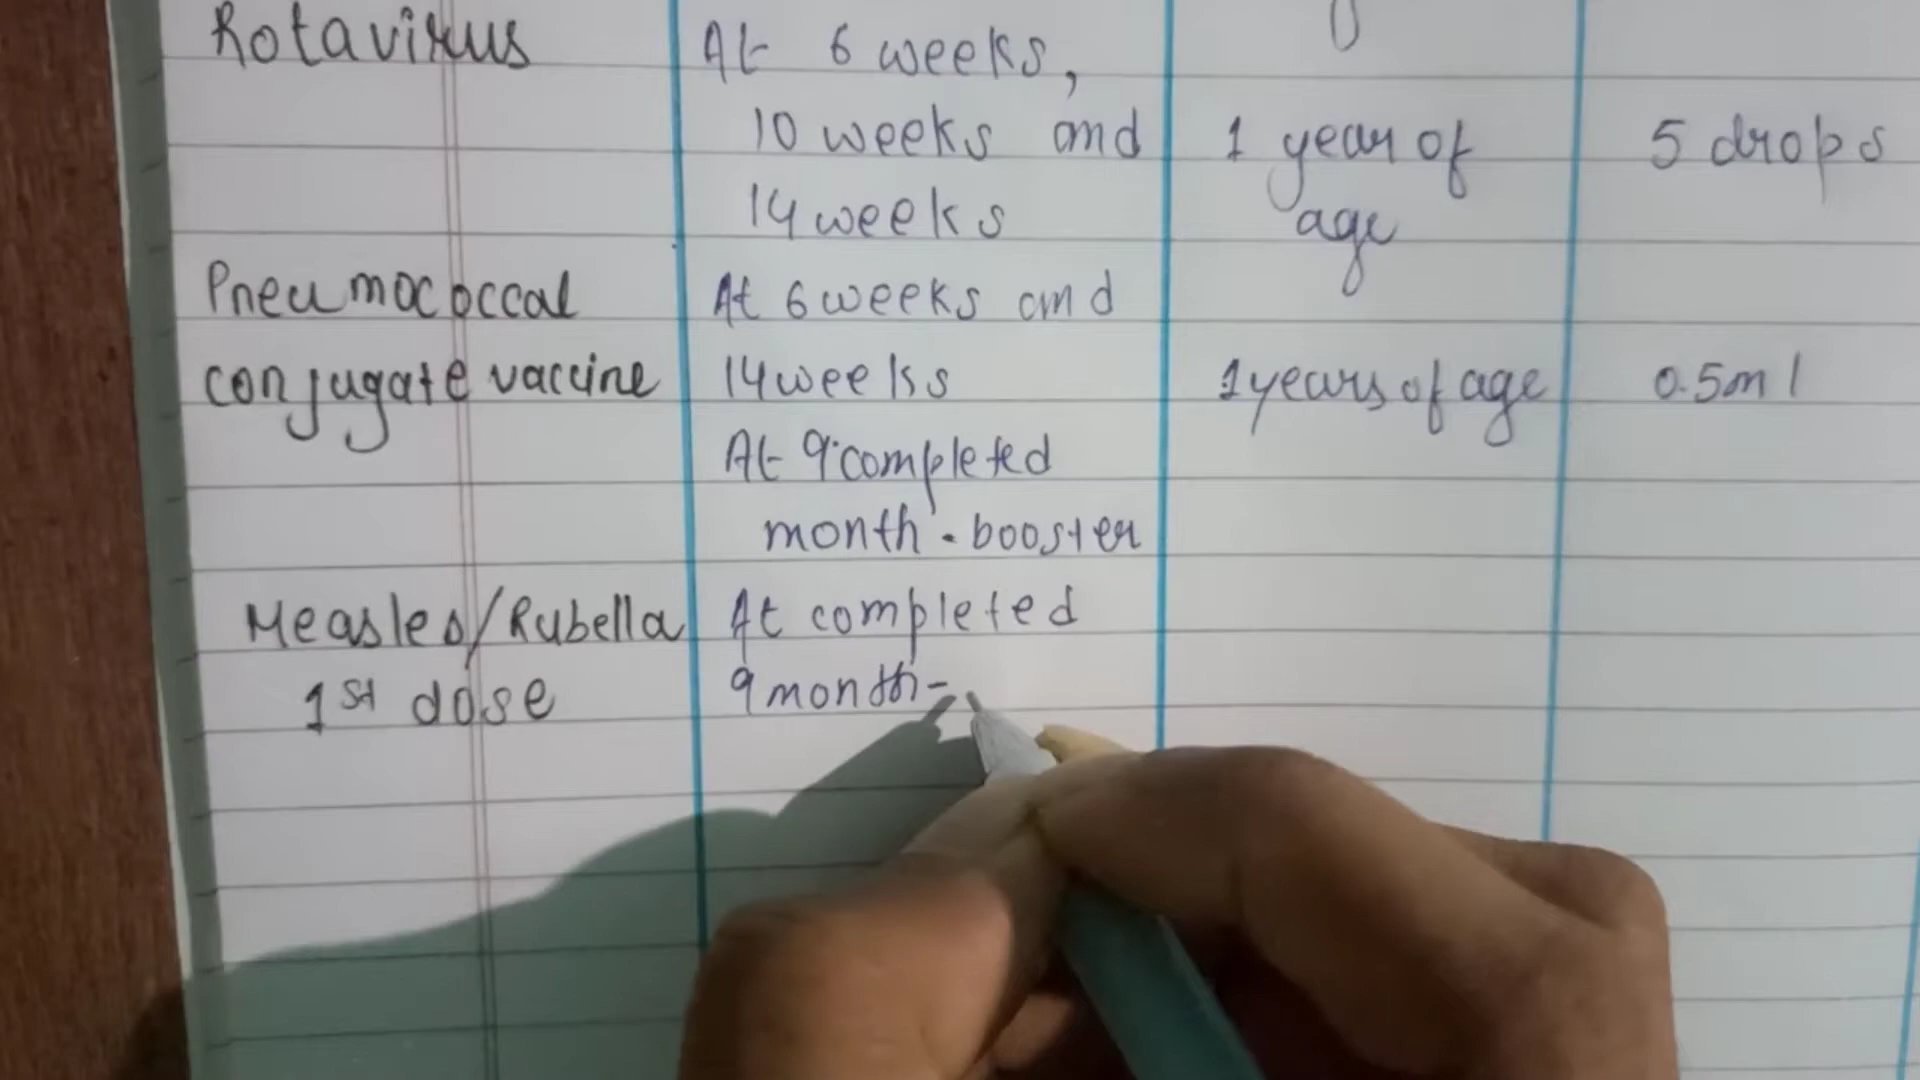 Rotavirus
At 6 weeks,
10 weeks and
14 weeks
1 year of
age
5 drops
Pneumococcal
conjugate vaccine
At 6 weeks and
14 weeks
At 9 completed
month - booster
1 years of age
0.5ml
Measles/Rubella
1st dose
At completed
9 month-